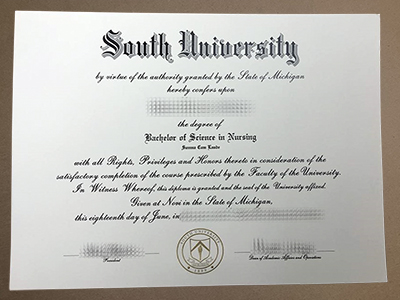 South University
by virtue of the authority granted by the State of Michigan
hereby confers upon
the degree of
Bachelor of Science in Nursing
Summa Cum Laude
with all Rights, Privileges and Honors thereto in consideration of the
satisfactory completion of the course prescribed by the Faculty of the University.
In Witness Whereof, this diploma is granted and the seal of the University affixed.
Given at Novi in the State of Michigan,
this eighteenth day of June, in
SOUTH UNIVERSITY
President
Dean of Academic Affairs and Operations